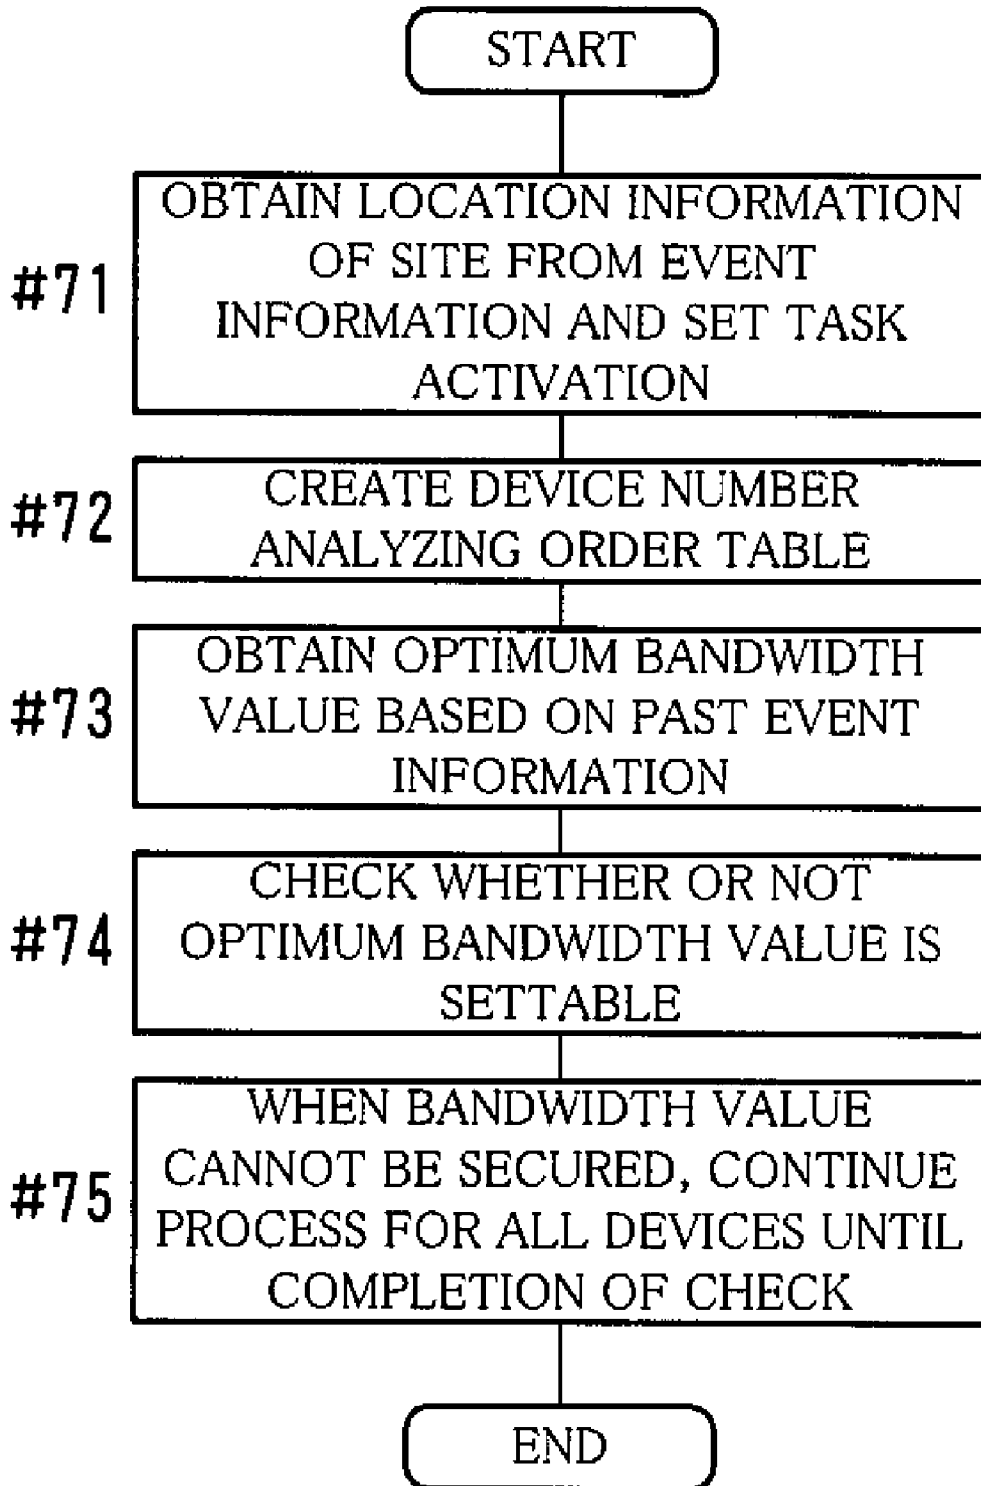 START
#71
OBTAIN LOCATION INFORMATION
OF SITE FROM EVENT
INFORMATION AND SET TASK
ACTIVATION
#72
CREATE DEVICE NUMBER
ANALYZING ORDER TABLE
#73
OBTAIN OPTIMUM BANDWIDTH
VALUE BASED ON PAST EVENT
INFORMATION
#74
CHECK WHETHER OR NOT
OPTIMUM BANDWIDTH VALUE IS
SETTABLE
#75
WHEN BANDWIDTH VALUE
CANNOT BE SECURED, CONTINUE
PROCESS FOR ALL DEVICES UNTIL
COMPLETION OF CHECK
END